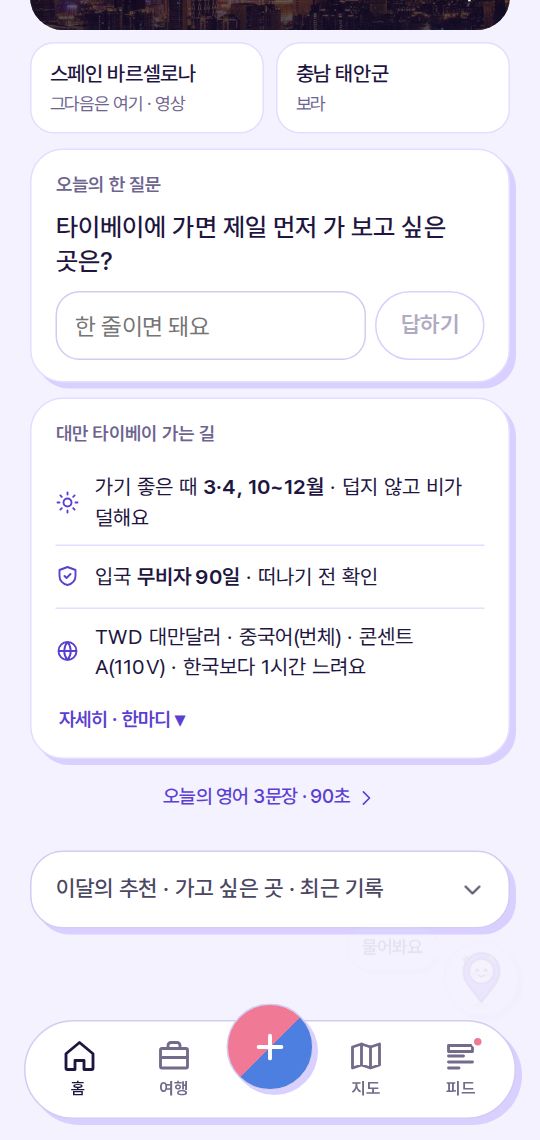 스페인 바르셀로나
그다음은 여기 · 영상
충남 태안군
보라
오늘의 한 질문
타이베이에 가면 제일 먼저 가 보고 싶은
곳은?
한 줄이면 돼요
답하기
대만 타이베이 가는 길
가기 좋은 때 3·4, 10~12월 · 덥지 않고 비가
덜해요
입국 무비자 90일 · 떠나기 전 확인
TWD 대만달러 · 중국어(번체) · 콘센트
A(110V) · 한국보다 1시간 느려요
자세히 · 한마디 ▾
오늘의 영어 3문장 · 90초
이달의 추천 · 가고 싶은 곳 · 최근 기록
물어봐요
홈
여행
지도
피드